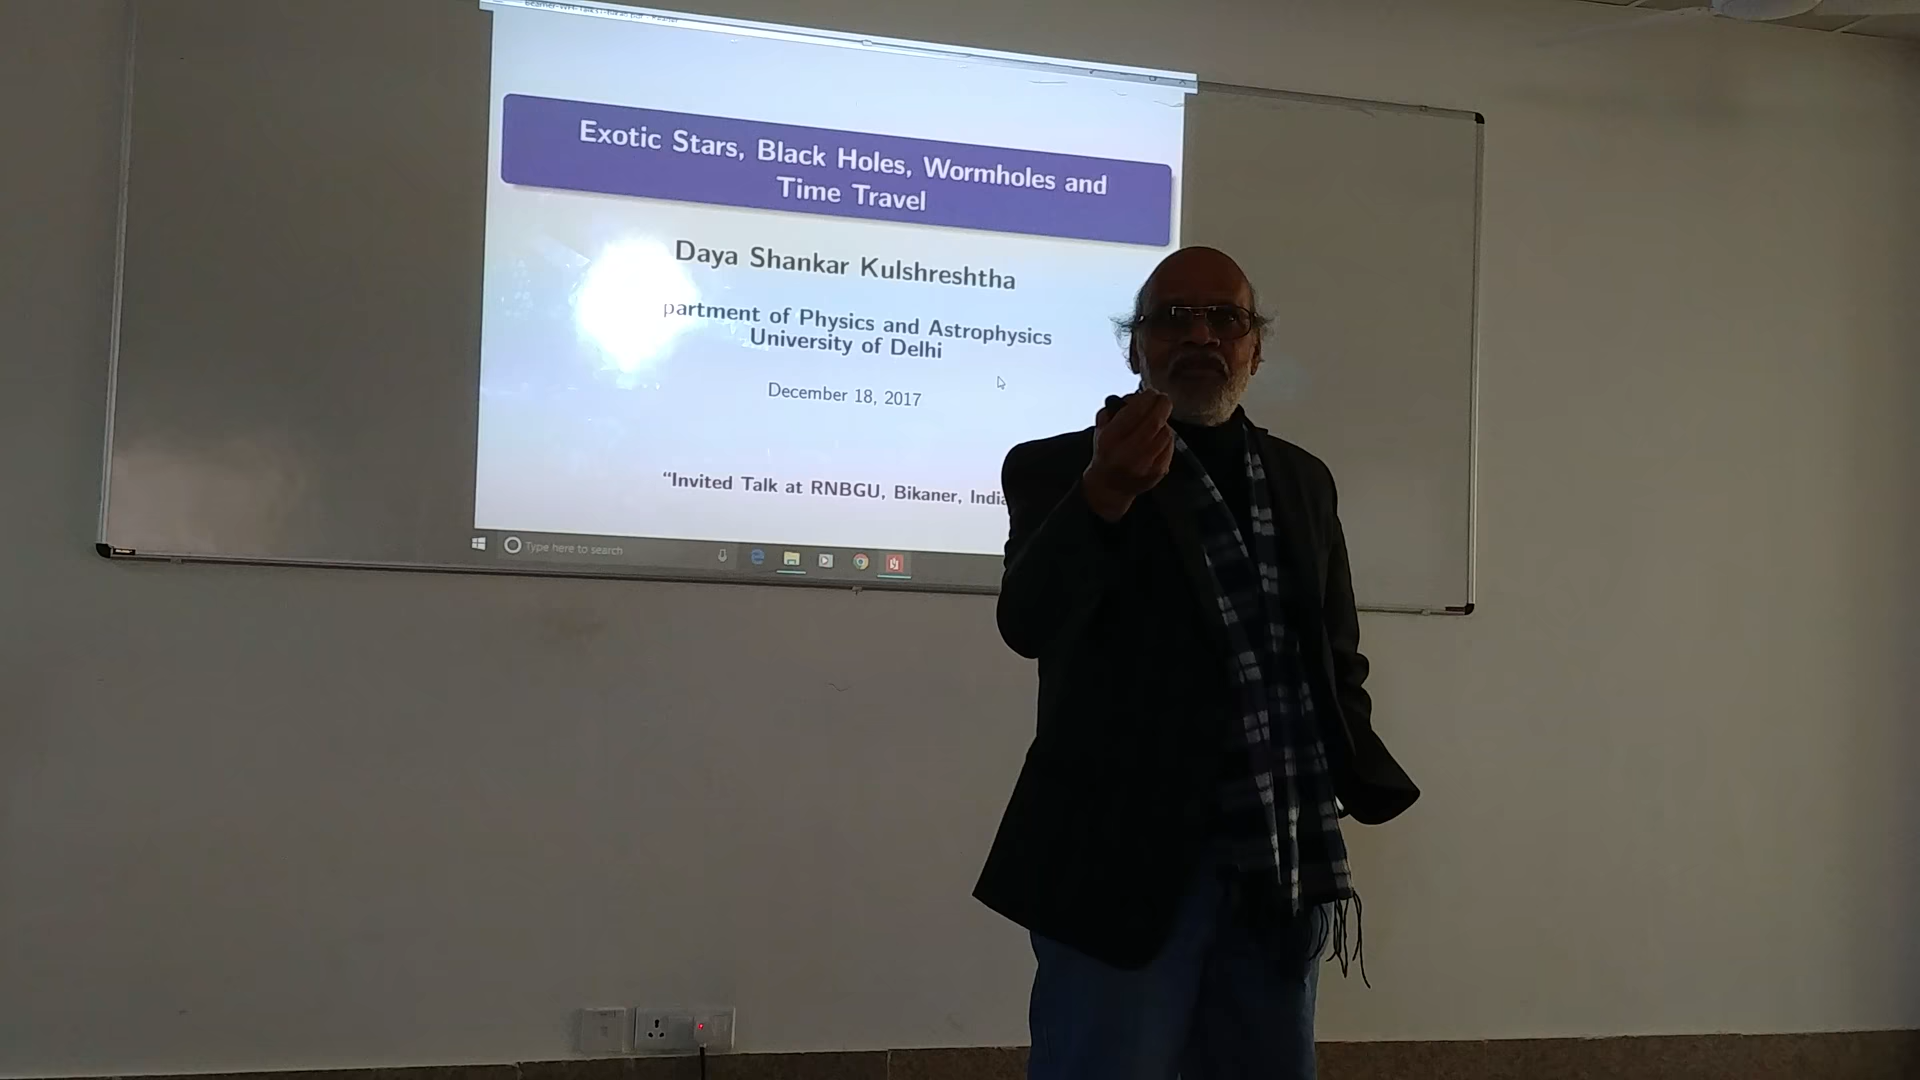 Exotic Stars, Black Holes, Wormholes and
Time Travel
Daya Shankar Kulshreshtha
partment of Physics and Astrophysics
University of Delhi
December 18, 2017
“Invited Talk at RNBGU, Bikaner, India
Type here to search